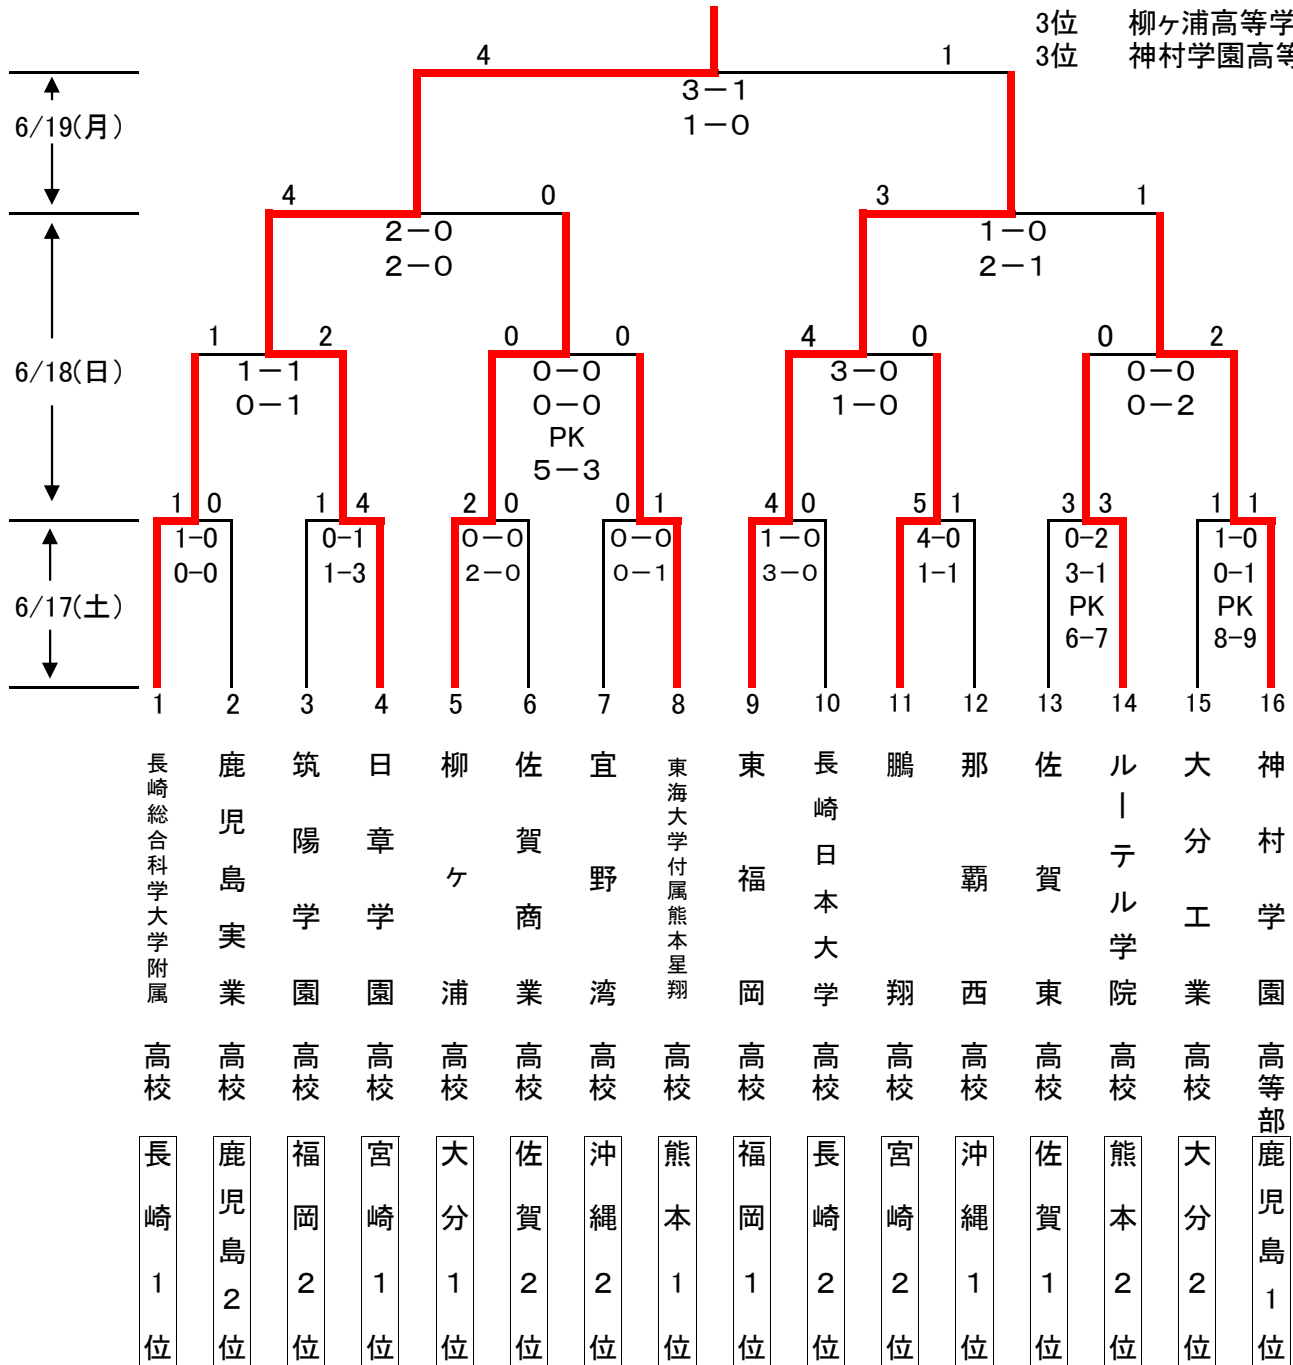 3位 柳ヶ浦高等学
3位 神村学園高等
4 1
3－1
1－0
6/19(月)
4 0 3 1
2－0 1－0
2－0 2－1
1 2 0 0 4 0 0 2
6/18(日)
1－1 0－0 3－0 0－0
0－1 0－0 1－0 0－2
PK
5－3
1 0 1 4 2 0 0 1 4 0 5 1 3 3 1 1
1-0 0-1 0－0 0－0 1－0 4-0 0-2 1-0
0-0 1-3 2－0 0－1 3－0 1-1 3-1 0-1
6/17(土)
PK PK
6-7 8-9
1 2 3 4 5 6 7 8 9 10 11 12 13 14 15 16
長崎総合科学大学附属高校
鹿児島実業高校
筑陽学園高校
日章学園高校
柳ヶ浦高校
佐賀商業高校
宜野湾高校
東海大学付属熊本星翔高校
東福岡高校
長崎日本大学高校
鵬翔高校
那覇西高校
佐賀東高校
ルーテル学院高校
大分工業高校
神村学園高等部
長崎1位
鹿児島2位
福岡2位
宮崎1位
大分1位
佐賀2位
沖縄2位
熊本1位
福岡1位
長崎2位
宮崎2位
沖縄1位
佐賀1位
熊本2位
大分2位
鹿児島1位